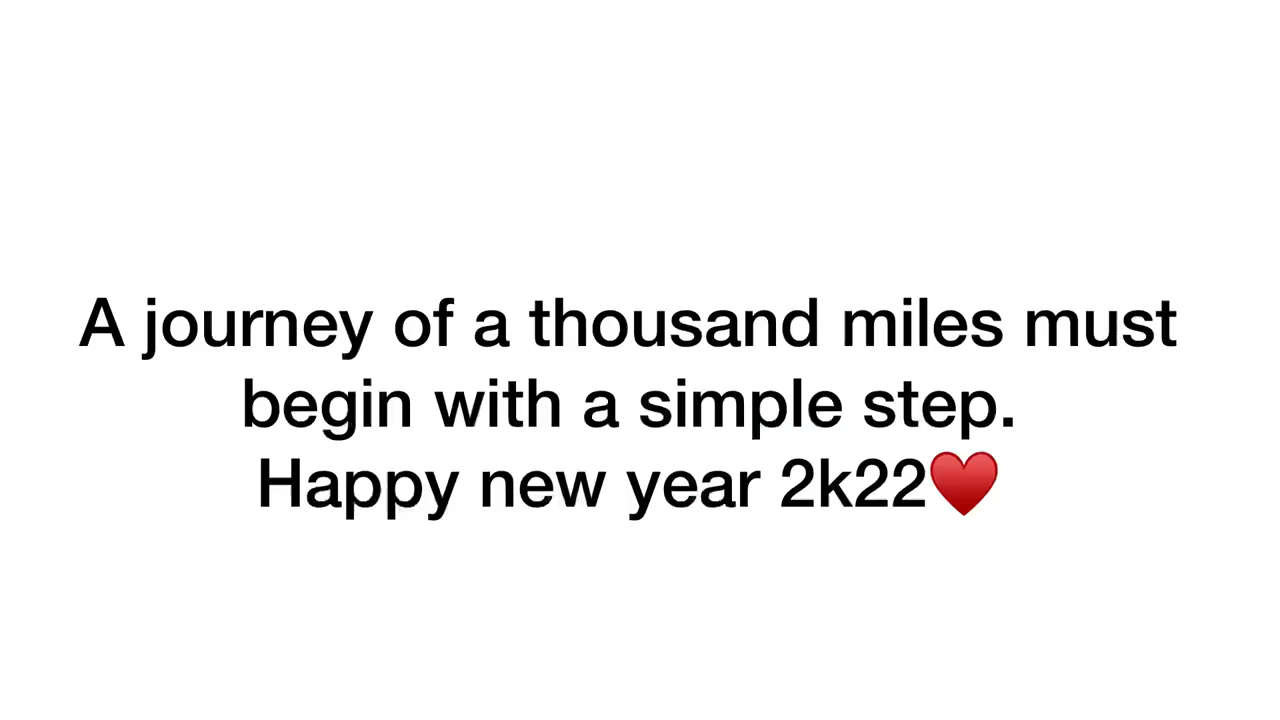 A journey of a thousand miles must
begin with a simple step.
Happy new year 2k22♥️